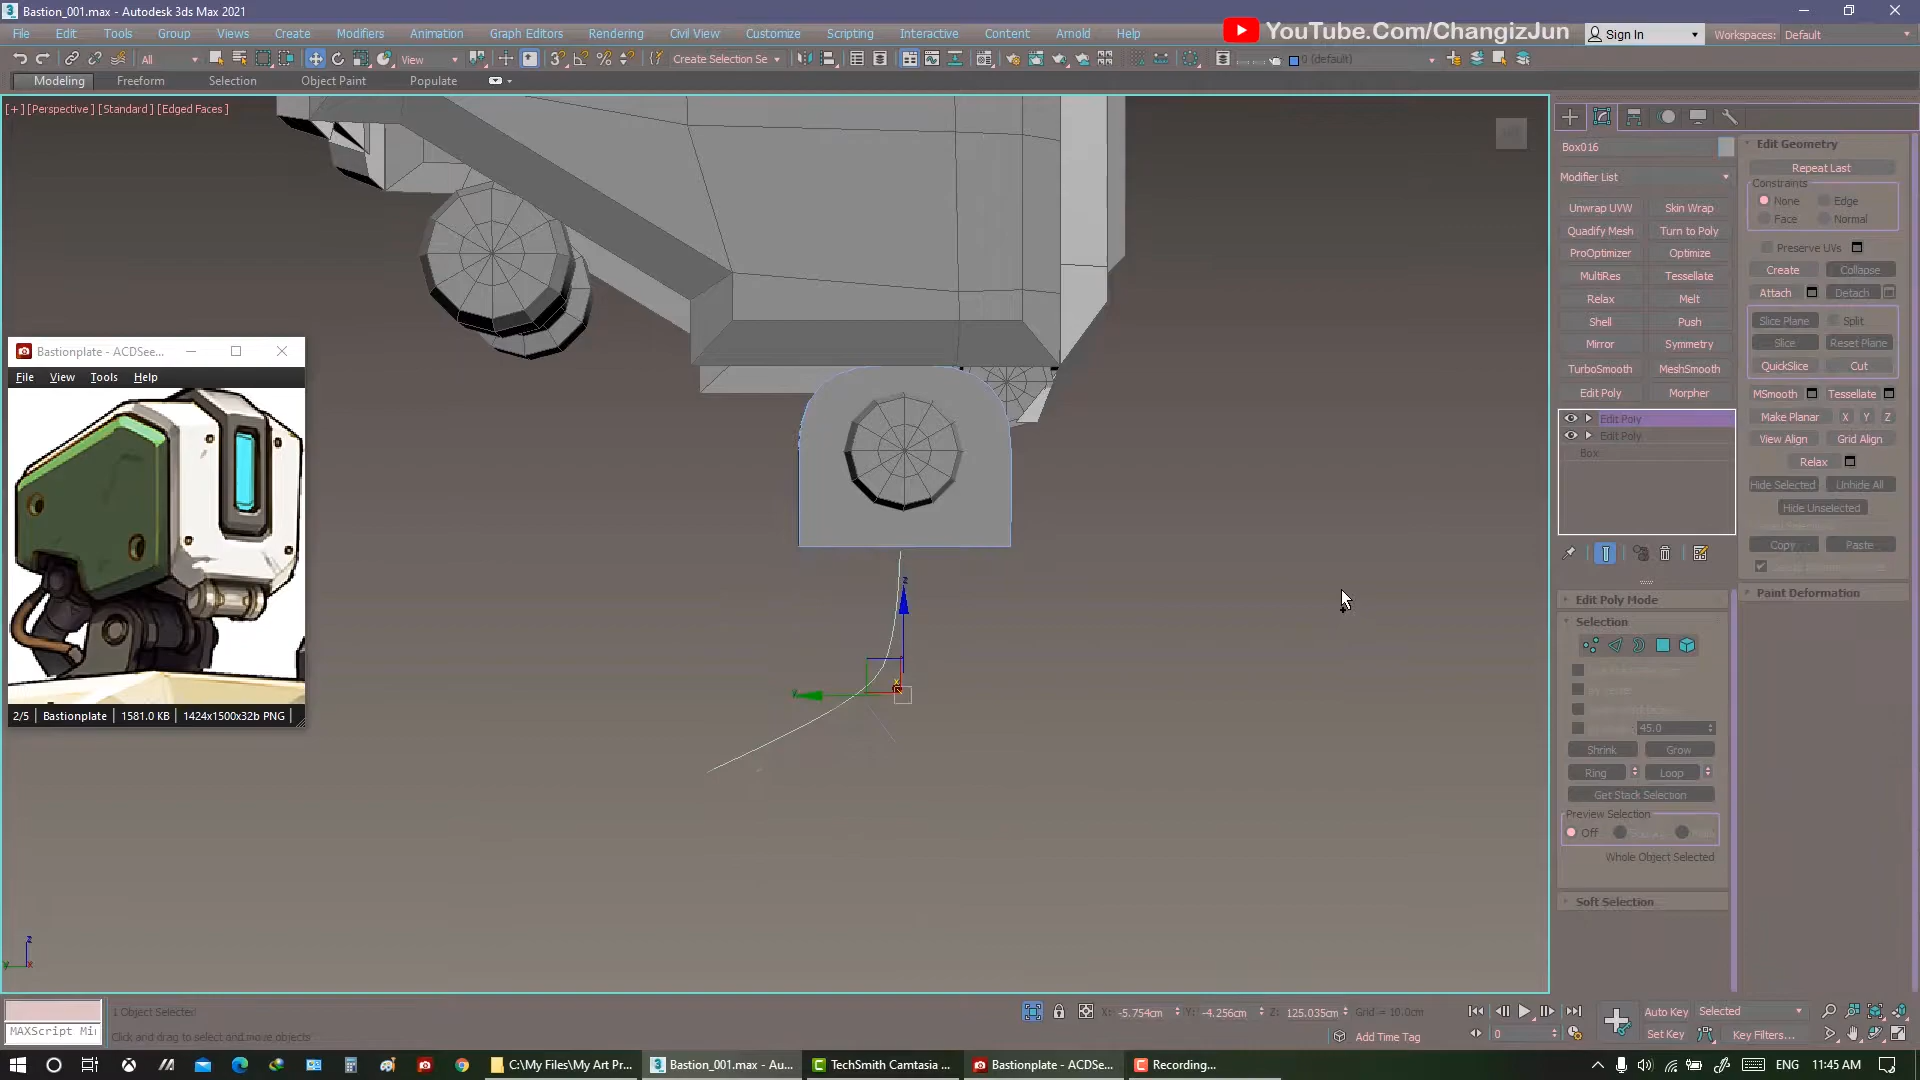 Bastion_001.max - Autodesk 3ds Max 2021
File Edit Tools Group Views Create Modifiers Animation Graph Editors Rendering Civil View Customize Scripting Interactive Content Arnold Help
YouTube.Com/ChangizJun
Sign In
Workspaces: Default
All
View
Create Selection Se
0 (default)
Modeling Freeform Selection Object Paint Populate
[+] [Perspective] [Standard] [Edged Faces]
Box016
Modifier List
Unwrap UVW Skin Wrap
Quadify Mesh Turn to Poly
ProOptimizer Optimize
MultiRes Tessellate
Relax Melt
Shell Push
Mirror Symmetry
TurboSmooth MeshSmooth
Edit Poly Morpher
Edit Poly
Edit Poly
Box
Edit Poly Mode
Selection
45.0
Shrink Grow
Ring Loop
Get Stack Selection
Preview Selection
Off
Whole Object Selected
Soft Selection
Edit Geometry
Repeat Last
Constraints
None Edge
Face Normal
Preserve UVs
Create Collapse
Attach Detach
Slice Plane Split
Slice Reset Plane
QuickSlice Cut
MSmooth Tessellate
Make Planar X Y Z
View Align Grid Align
Relax
Hide Selected Unhide All
Hide Unselected
Copy Paste
Paint Deformation
Bastionplate - ACDSee...
File View Tools Help
2/5 Bastionplate 1581.0 KB 1424x1500x32b PNG
z
y
x
z
y
x
MAXScript Mi
1 Object Selected
Click and drag to select and move objects
X: -5.754cm Y: -4.256cm Z: 125.035cm Grid = 10.0cm
Add Time Tag
0
Auto Key Selected
Set Key Key Filters...
C:\My Files\My Art Pr...
Bastion_001.max - Au...
TechSmith Camtasia ...
Bastionplate - ACDSe...
Recording...
ENG 11:45 AM